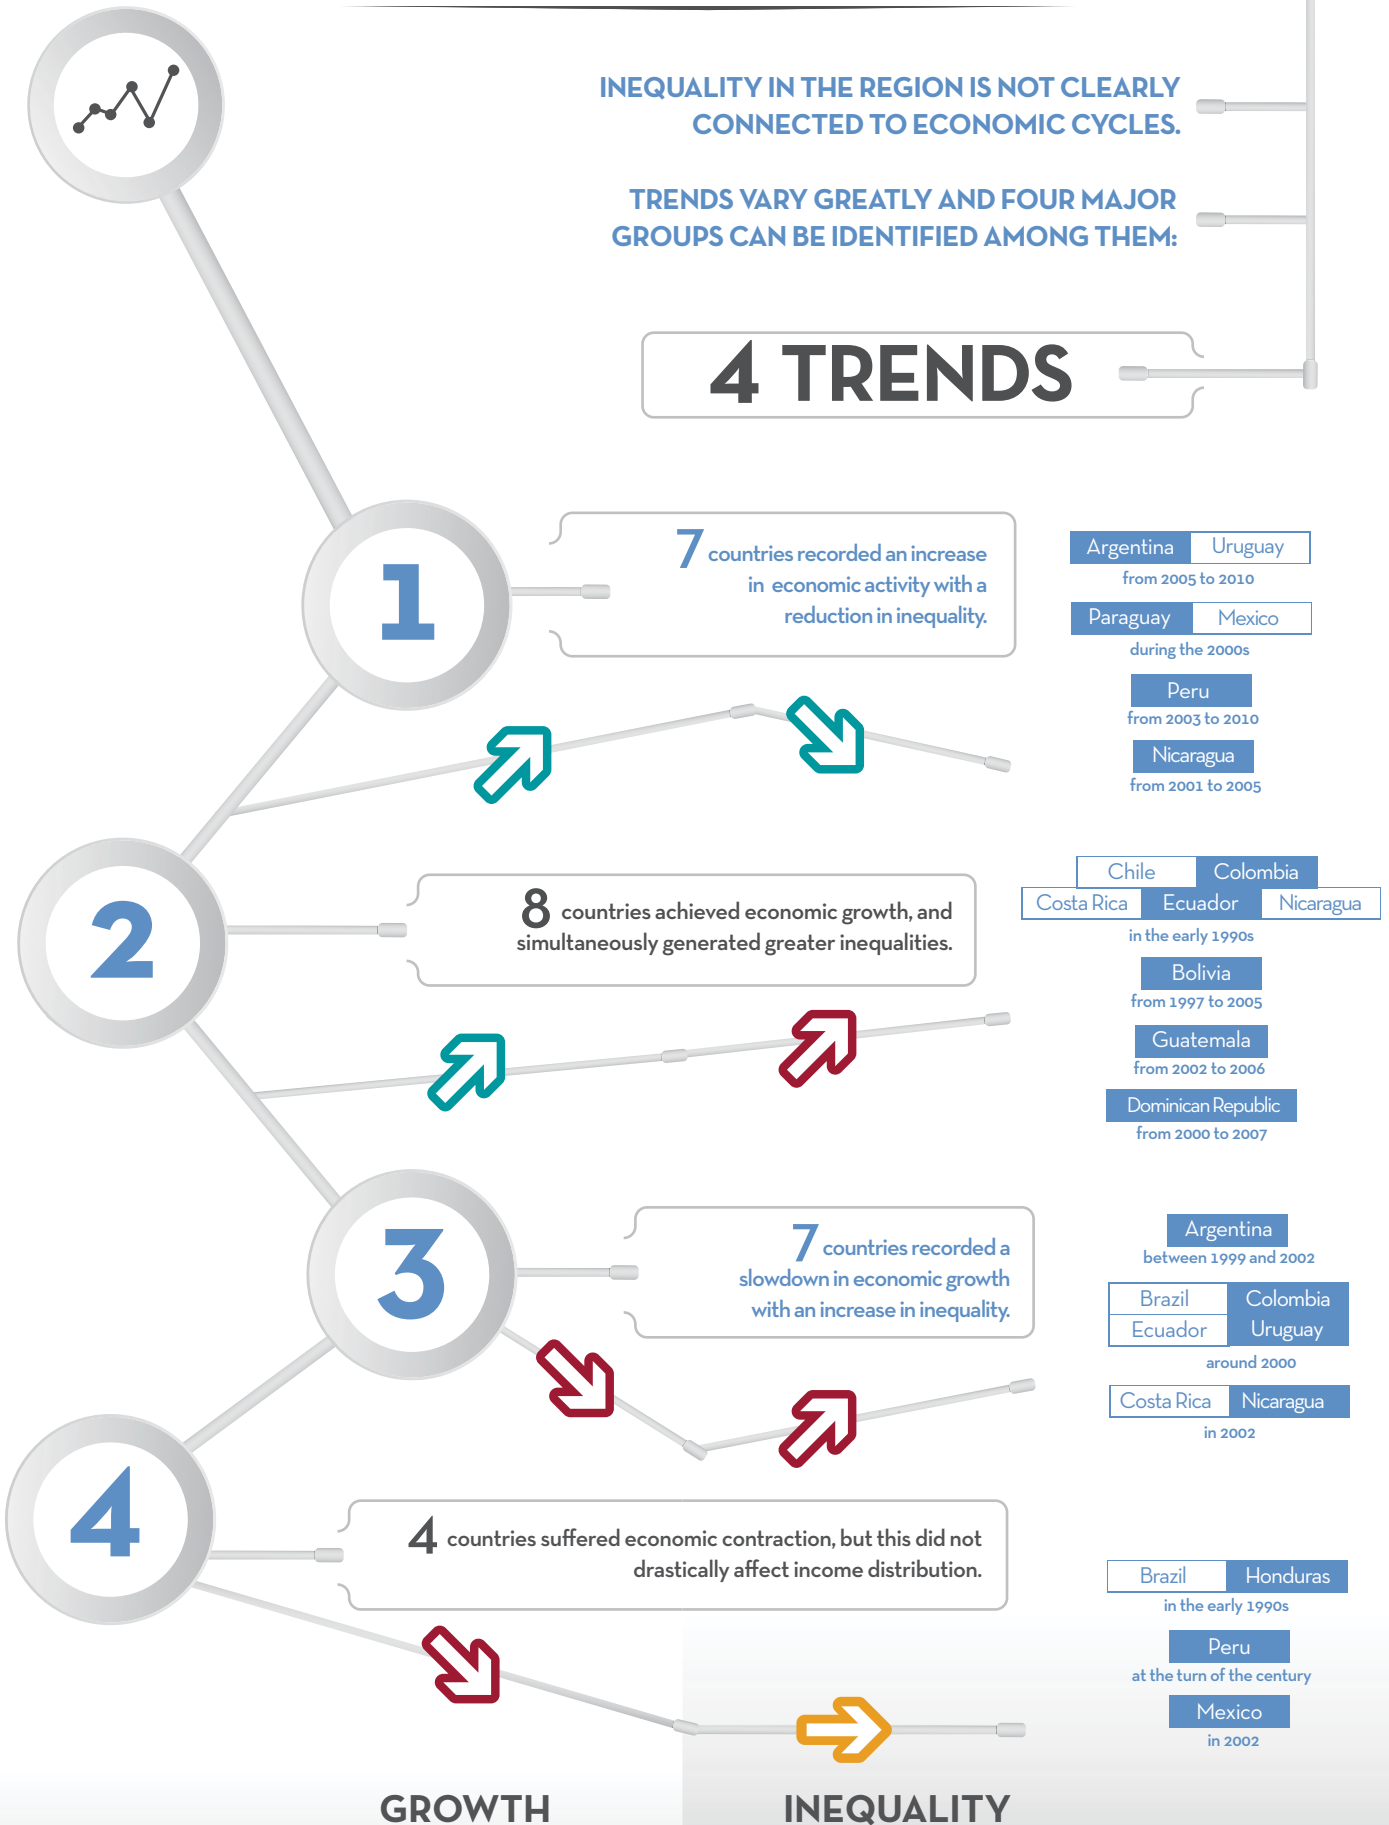 INEQUALITY IN THE REGION IS NOT CLEARLY
CONNECTED TO ECONOMIC CYCLES.
TRENDS VARY GREATLY AND FOUR MAJOR
GROUPS CAN BE IDENTIFIED AMONG THEM:
4 TRENDS
1
7 countries recorded an increase
in economic activity with a
reduction in inequality.
Argentina Uruguay
from 2005 to 2010
Paraguay Mexico
during the 2000s
Peru
from 2003 to 2010
Nicaragua
from 2001 to 2005
2
8 countries achieved economic growth, and
simultaneously generated greater inequalities.
Chile Colombia
Costa Rica Ecuador Nicaragua
in the early 1990s
Bolivia
from 1997 to 2005
Guatemala
from 2002 to 2006
Dominican Republic
from 2000 to 2007
3
7 countries recorded a
slowdown in economic growth
with an increase in inequality.
Argentina
between 1999 and 2002
Brazil Colombia
Ecuador Uruguay
around 2000
Costa Rica Nicaragua
in 2002
4
4 countries suffered economic contraction, but this did not
drastically affect income distribution.
Brazil Honduras
in the early 1990s
Peru
at the turn of the century
Mexico
in 2002
GROWTH INEQUALITY